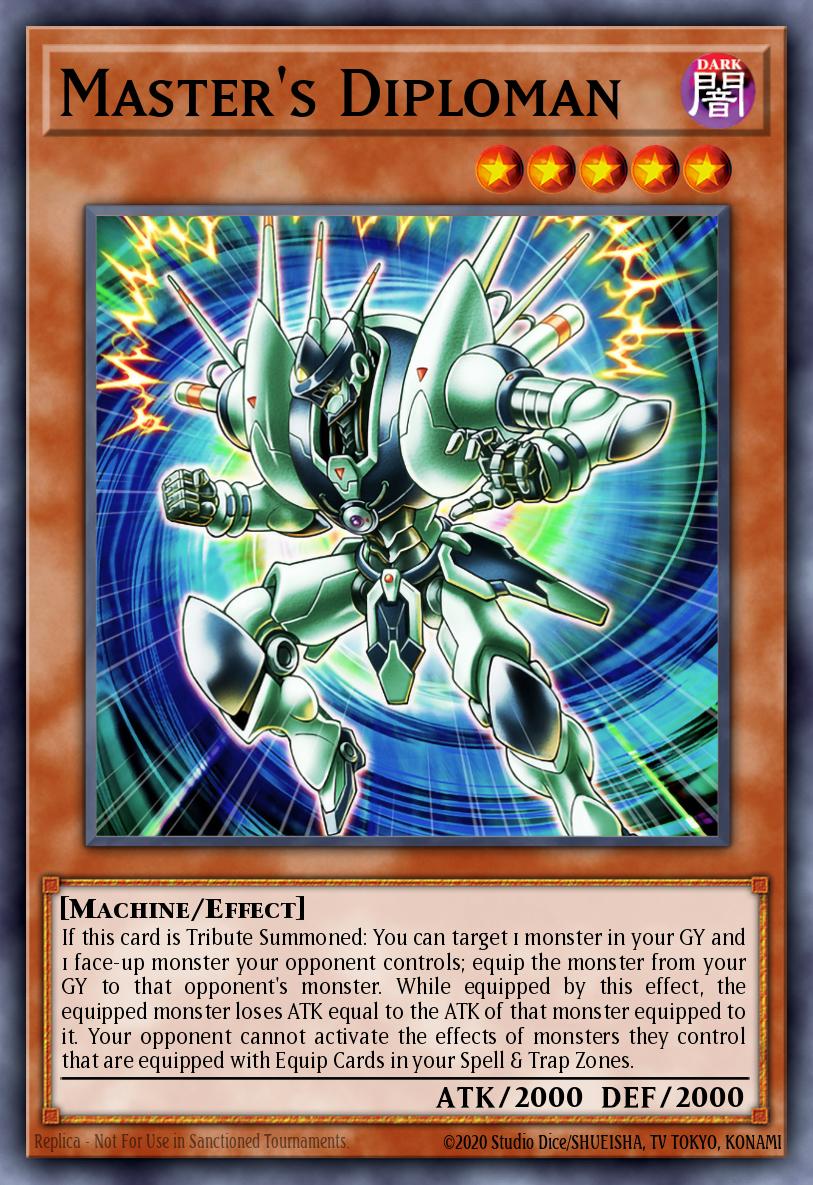 Master's Diploman
DARK
闇
[Machine/Effect]
If this card is Tribute Summoned: You can target 1 monster in your GY and
1 face-up monster your opponent controls; equip the monster from your
GY to that opponent's monster. While equipped by this effect, the
equipped monster loses ATK equal to the ATK of that monster equipped to
it. Your opponent cannot activate the effects of monsters they control
that are equipped with Equip Cards in your Spell & Trap Zones.
ATK/2000 DEF/2000
Replica - Not For Use in Sanctioned Tournaments.
©2020 Studio Dice/SHUEISHA, TV TOKYO, KONAMI